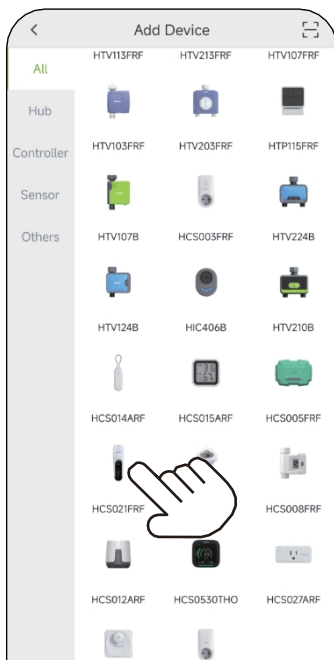 Add Device
All
Hub
Controller
Sensor
Others
HTV113FRF HTV213FRF HTV107FRF
HTV103FRF HTV203FRF HTP115FRF
HTV107B HCS003FRF HTV224B
HTV124B HIC406B HTV210B
HCS014ARF HCS015ARF HCS005FRF
HCS021FRF HCS008FRF
HCS012ARF HCS0530THO HCS027ARF